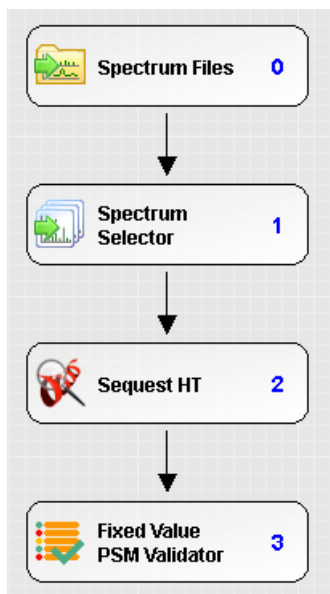 Spectrum Files 0
Spectrum
Selector 1
Sequest HT 2
Fixed Value
PSM Validator 3